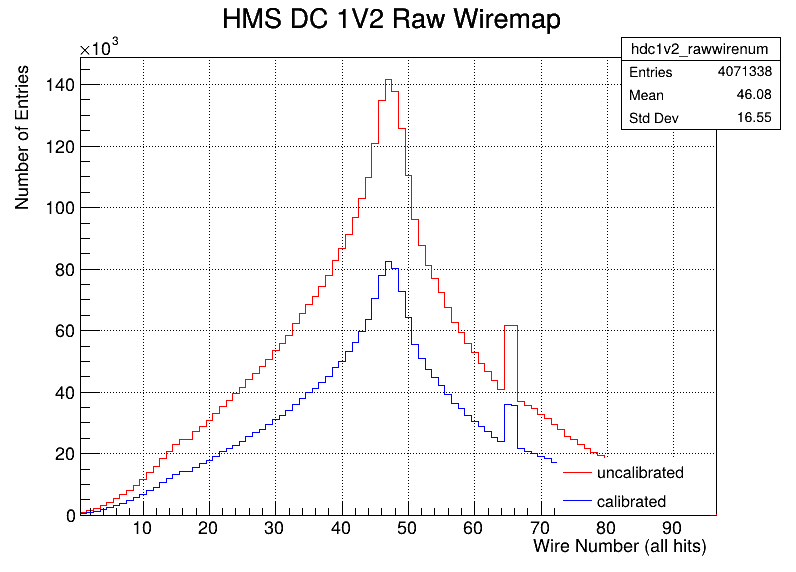 HMS DC 1V2 Raw Wiremap
×10³
hdc1v2_rawwirenum
Entries 4071338
Mean 46.08
Std Dev 16.55
Number of Entries
140
120
100
80
60
40
20
0
uncalibrated
calibrated
10 20 30 40 50 60 70 80 90
Wire Number (all hits)